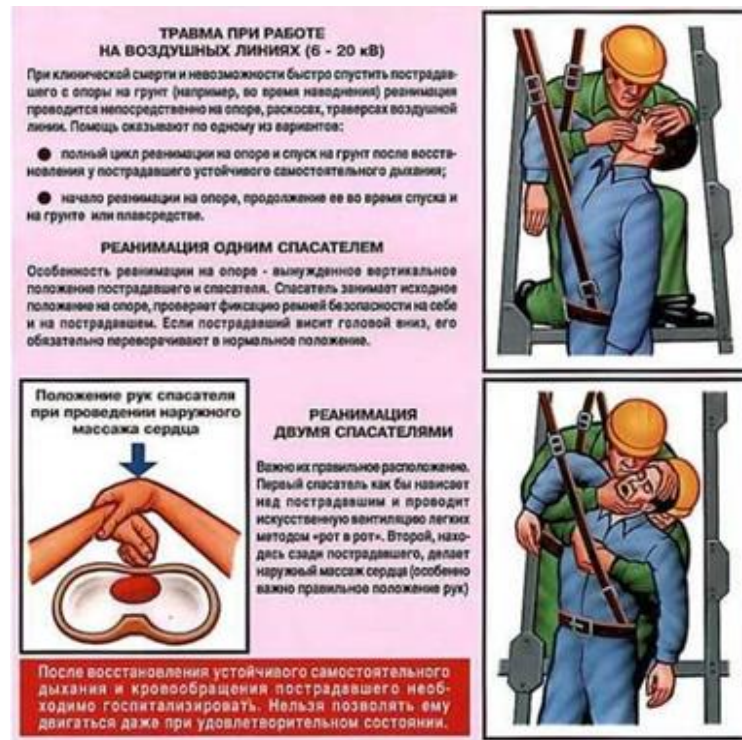 ТРАВМА ПРИ РАБОТЕ
НА ВОЗДУШНЫХ ЛИНИЯХ (6 - 20 кВ)
При клинической смерти и невозможности быстро спустить пострадав-
шего с опоры на грунт (например, во время наводнения) реанимация
проводится непосредственно на опоре, раскосах, траверсах воздушной
линии. Помощь оказывают по одному из вариантов:
● полный цикл реанимации на опоре и спуск на грунт после восста-
новления у пострадавшего устойчивого самостоятельного дыхания;
● начало реанимации на опоре, продолжение ее во время спуска и
на грунте или плавсредстве.
РЕАНИМАЦИЯ ОДНИМ СПАСАТЕЛЕМ
Особенность реанимации на опоре - вынужденное вертикальное
положение пострадавшего и спасателя. Спасатель занимает исходное
положение на опоре, проверяет фиксацию ремней безопасности на себе
и на пострадавшем. Если пострадавший висит головой вниз, его
обязательно переворачивают в нормальное положение.
Положение рук спасателя
при проведении наружного
массажа сердца
РЕАНИМАЦИЯ
ДВУМЯ СПАСАТЕЛЯМИ
Важно их правильное расположение.
Первый спасатель как бы нависает
над пострадавшим и проводит
искусственную вентиляцию легких
методом «рот в рот». Второй, нахо-
дясь сзади пострадавшего, делает
наружный массаж сердца (особенно
важно правильное положение рук)
После восстановления устойчивого самостоятельного
дыхания и кровообращения пострадавшего необ-
ходимо госпитализировать. Нельзя позволять ему
двигаться даже при удовлетворительном состоянии.